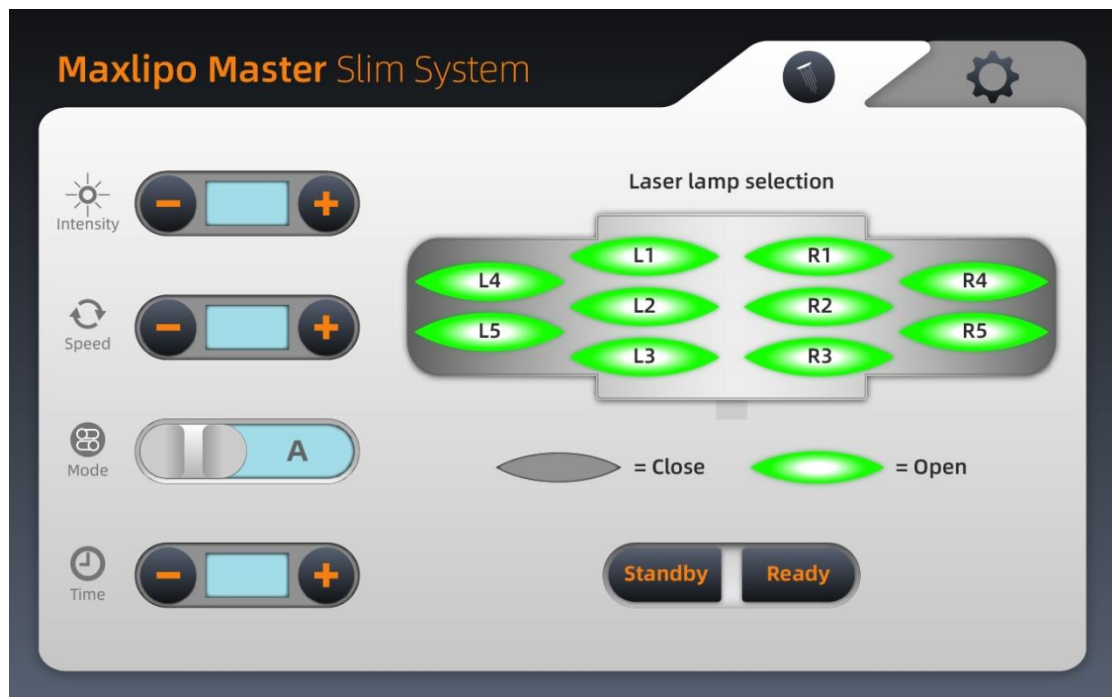 Maxlipo Master Slim System
Intensity
Speed
Mode
A
Time
Laser lamp selection
L1 R1
L4 R4
L2 R2
L5 R5
L3 R3
= Close = Open
Standby Ready